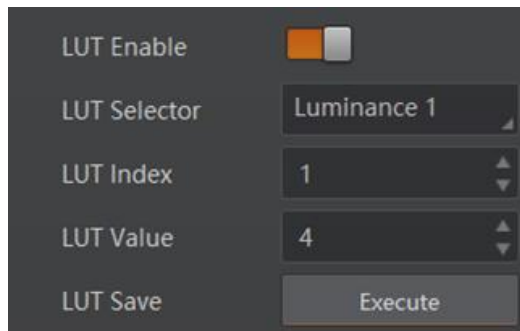 LUT Enable
LUT Selector Luminance 1
LUT Index 1
LUT Value 4
LUT Save Execute